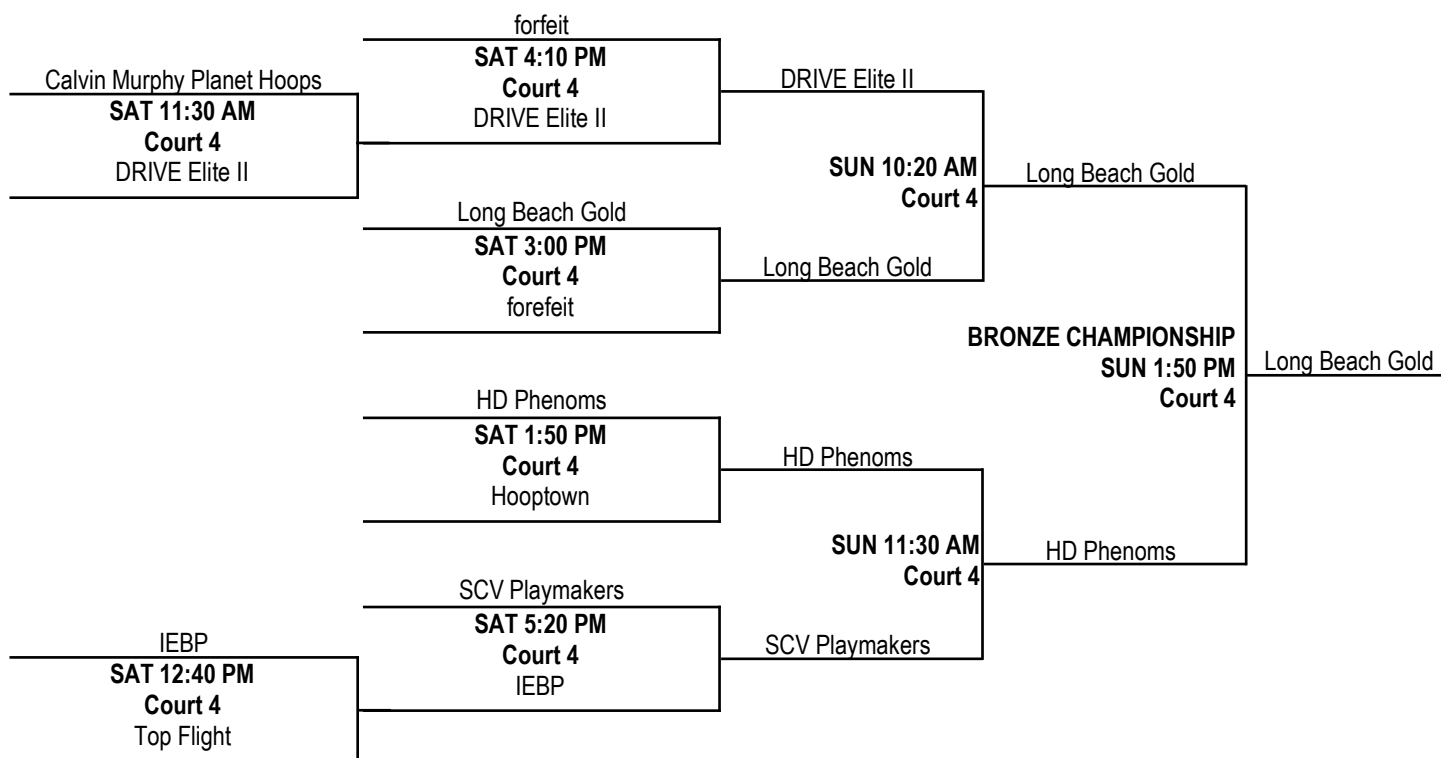 forfeit
SAT 4:10 PM
Court 4
DRIVE Elite II
Calvin Murphy Planet Hoops
SAT 11:30 AM
Court 4
DRIVE Elite II
DRIVE Elite II
SUN 10:20 AM
Court 4
Long Beach Gold
Long Beach Gold
SAT 3:00 PM
Court 4
forefeit
Long Beach Gold
BRONZE CHAMPIONSHIP
SUN 1:50 PM
Court 4
Long Beach Gold
HD Phenoms
SAT 1:50 PM
Court 4
Hooptown
HD Phenoms
SUN 11:30 AM
Court 4
HD Phenoms
SCV Playmakers
SAT 5:20 PM
Court 4
IEBP
SCV Playmakers
IEBP
SAT 12:40 PM
Court 4
Top Flight